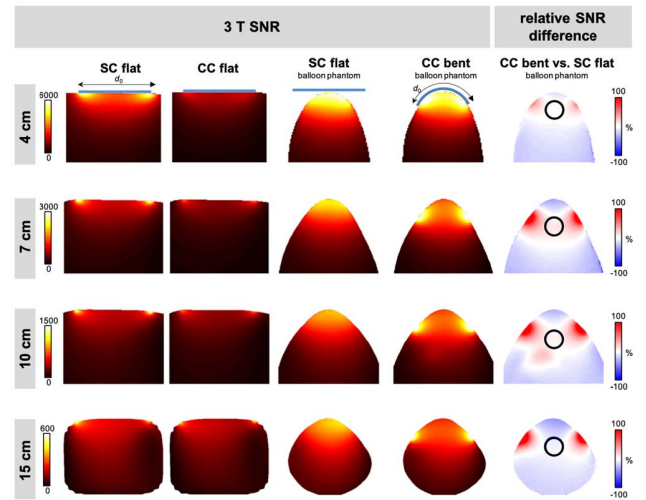 3 T SNR
relative SNR
difference
SC flat
CC flat
SC flat
balloon phantom
CC bent
balloon phantom
CC bent vs. SC flat
d0
d0
4 cm
6000
0
100
%
-100
7 cm
3000
0
100
%
-100
10 cm
1500
0
100
%
-100
15 cm
600
0
100
%
-100